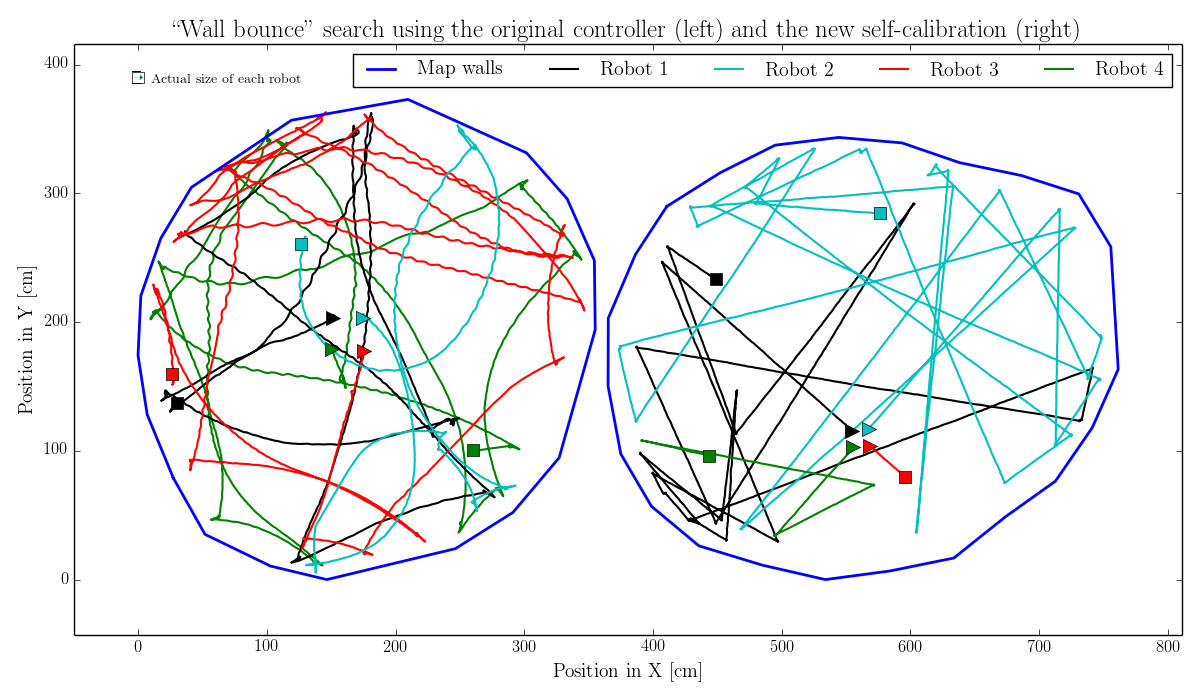 “Wall bounce” search using the original controller (left) and the new self-calibration (right)
Actual size of each robot
Map walls
Robot 1
Robot 2
Robot 3
Robot 4
400
300
200
100
0
Position in Y [cm]
0 100 200 300 400 500 600 700 800
Position in X [cm]